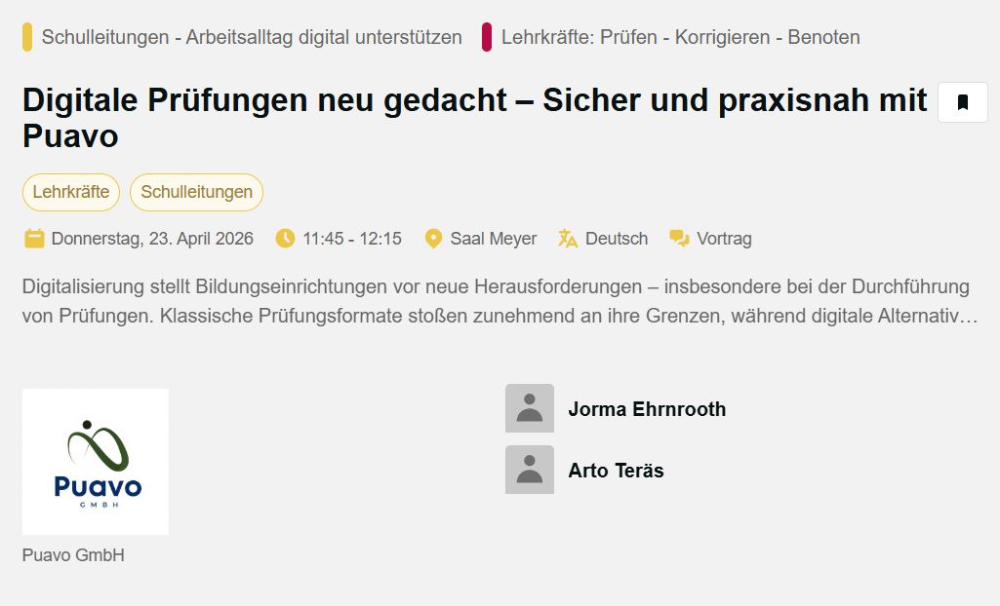 Schulleitungen - Arbeitsalltag digital unterstützen Lehrkräfte: Prüfen - Korrigieren - Benoten
Digitale Prüfungen neu gedacht – Sicher und praxisnah mit
Puavo
Lehrkräfte Schulleitungen
Donnerstag, 23. April 2026 11:45 - 12:15 Saal Meyer Deutsch Vortrag
Digitalisierung stellt Bildungseinrichtungen vor neue Herausforderungen – insbesondere bei der Durchführung
von Prüfungen. Klassische Prüfungsformate stoßen zunehmend an ihre Grenzen, während digitale Alternativ…
Puavo
GMBH
Puavo GmbH
Jorma Ehrnrooth
Arto Teräs